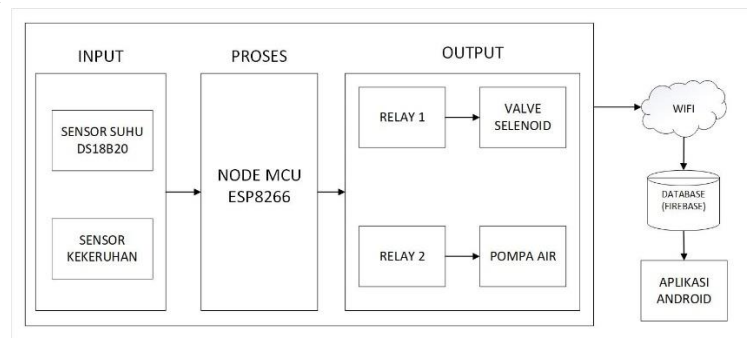 INPUT
PROSES
OUTPUT
SENSOR SUHU
DS18B20
SENSOR
KEKERUHAN
NODE MCU
ESP8266
RELAY 1
VALVE
SELENOID
RELAY 2
POMPA AIR
WIFI
DATABASE
(FIREBASE)
APLIKASI
ANDROID